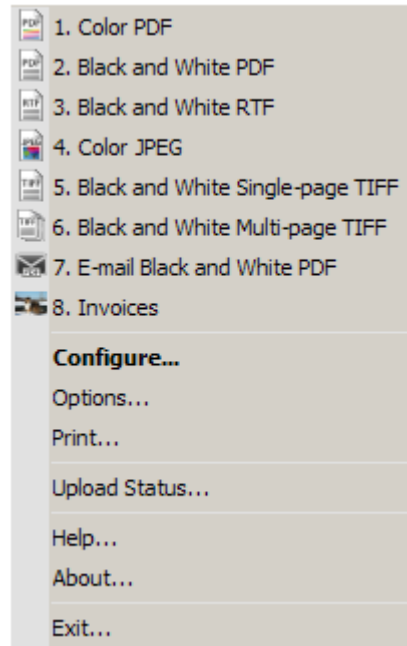 1. Color PDF
2. Black and White PDF
3. Black and White RTF
4. Color JPEG
5. Black and White Single-page TIFF
6. Black and White Multi-page TIFF
7. E-mail Black and White PDF
8. Invoices
Configure...
Options...
Print...
Upload Status...
Help...
About...
Exit...